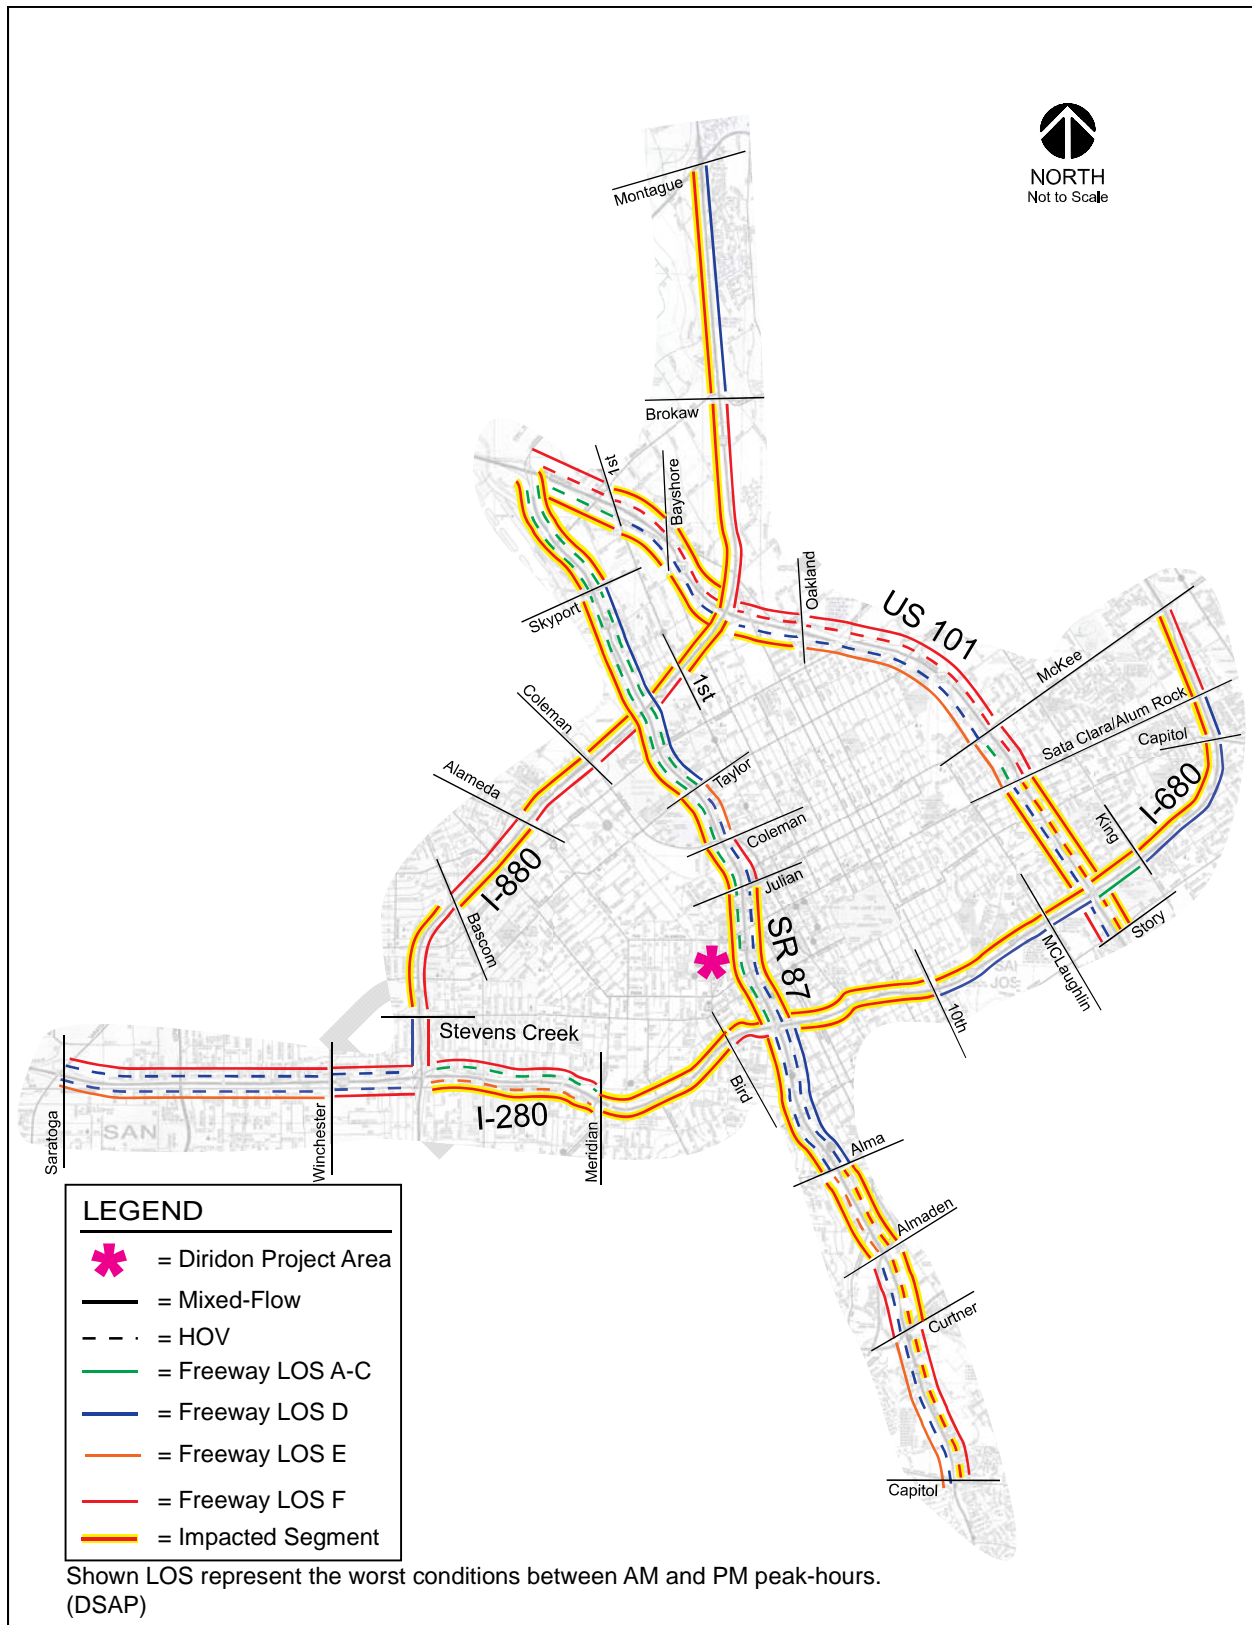 NORTH
Not to Scale
Montague
Brokaw
1st
Bayshore
Oakland
US 101
Skyport
McKee
Sata Clara/Alum Rock
1st
Coleman
Capitol
Taylor
I-680
Alameda
King
Coleman
I-880
Julian
Bascom
SR 87
Story
MCLaughlin
SAN
JOS
10th
Stevens Creek
Bird
I-280
SAN
Saratoga
Winchester
Meridian
Alma
Almaden
Curtner
Capitol
LEGEND
= Diridon Project Area
= Mixed-Flow
= HOV
= Freeway LOS A-C
= Freeway LOS D
= Freeway LOS E
= Freeway LOS F
= Impacted Segment
Shown LOS represent the worst conditions between AM and PM peak-hours.
(DSAP)